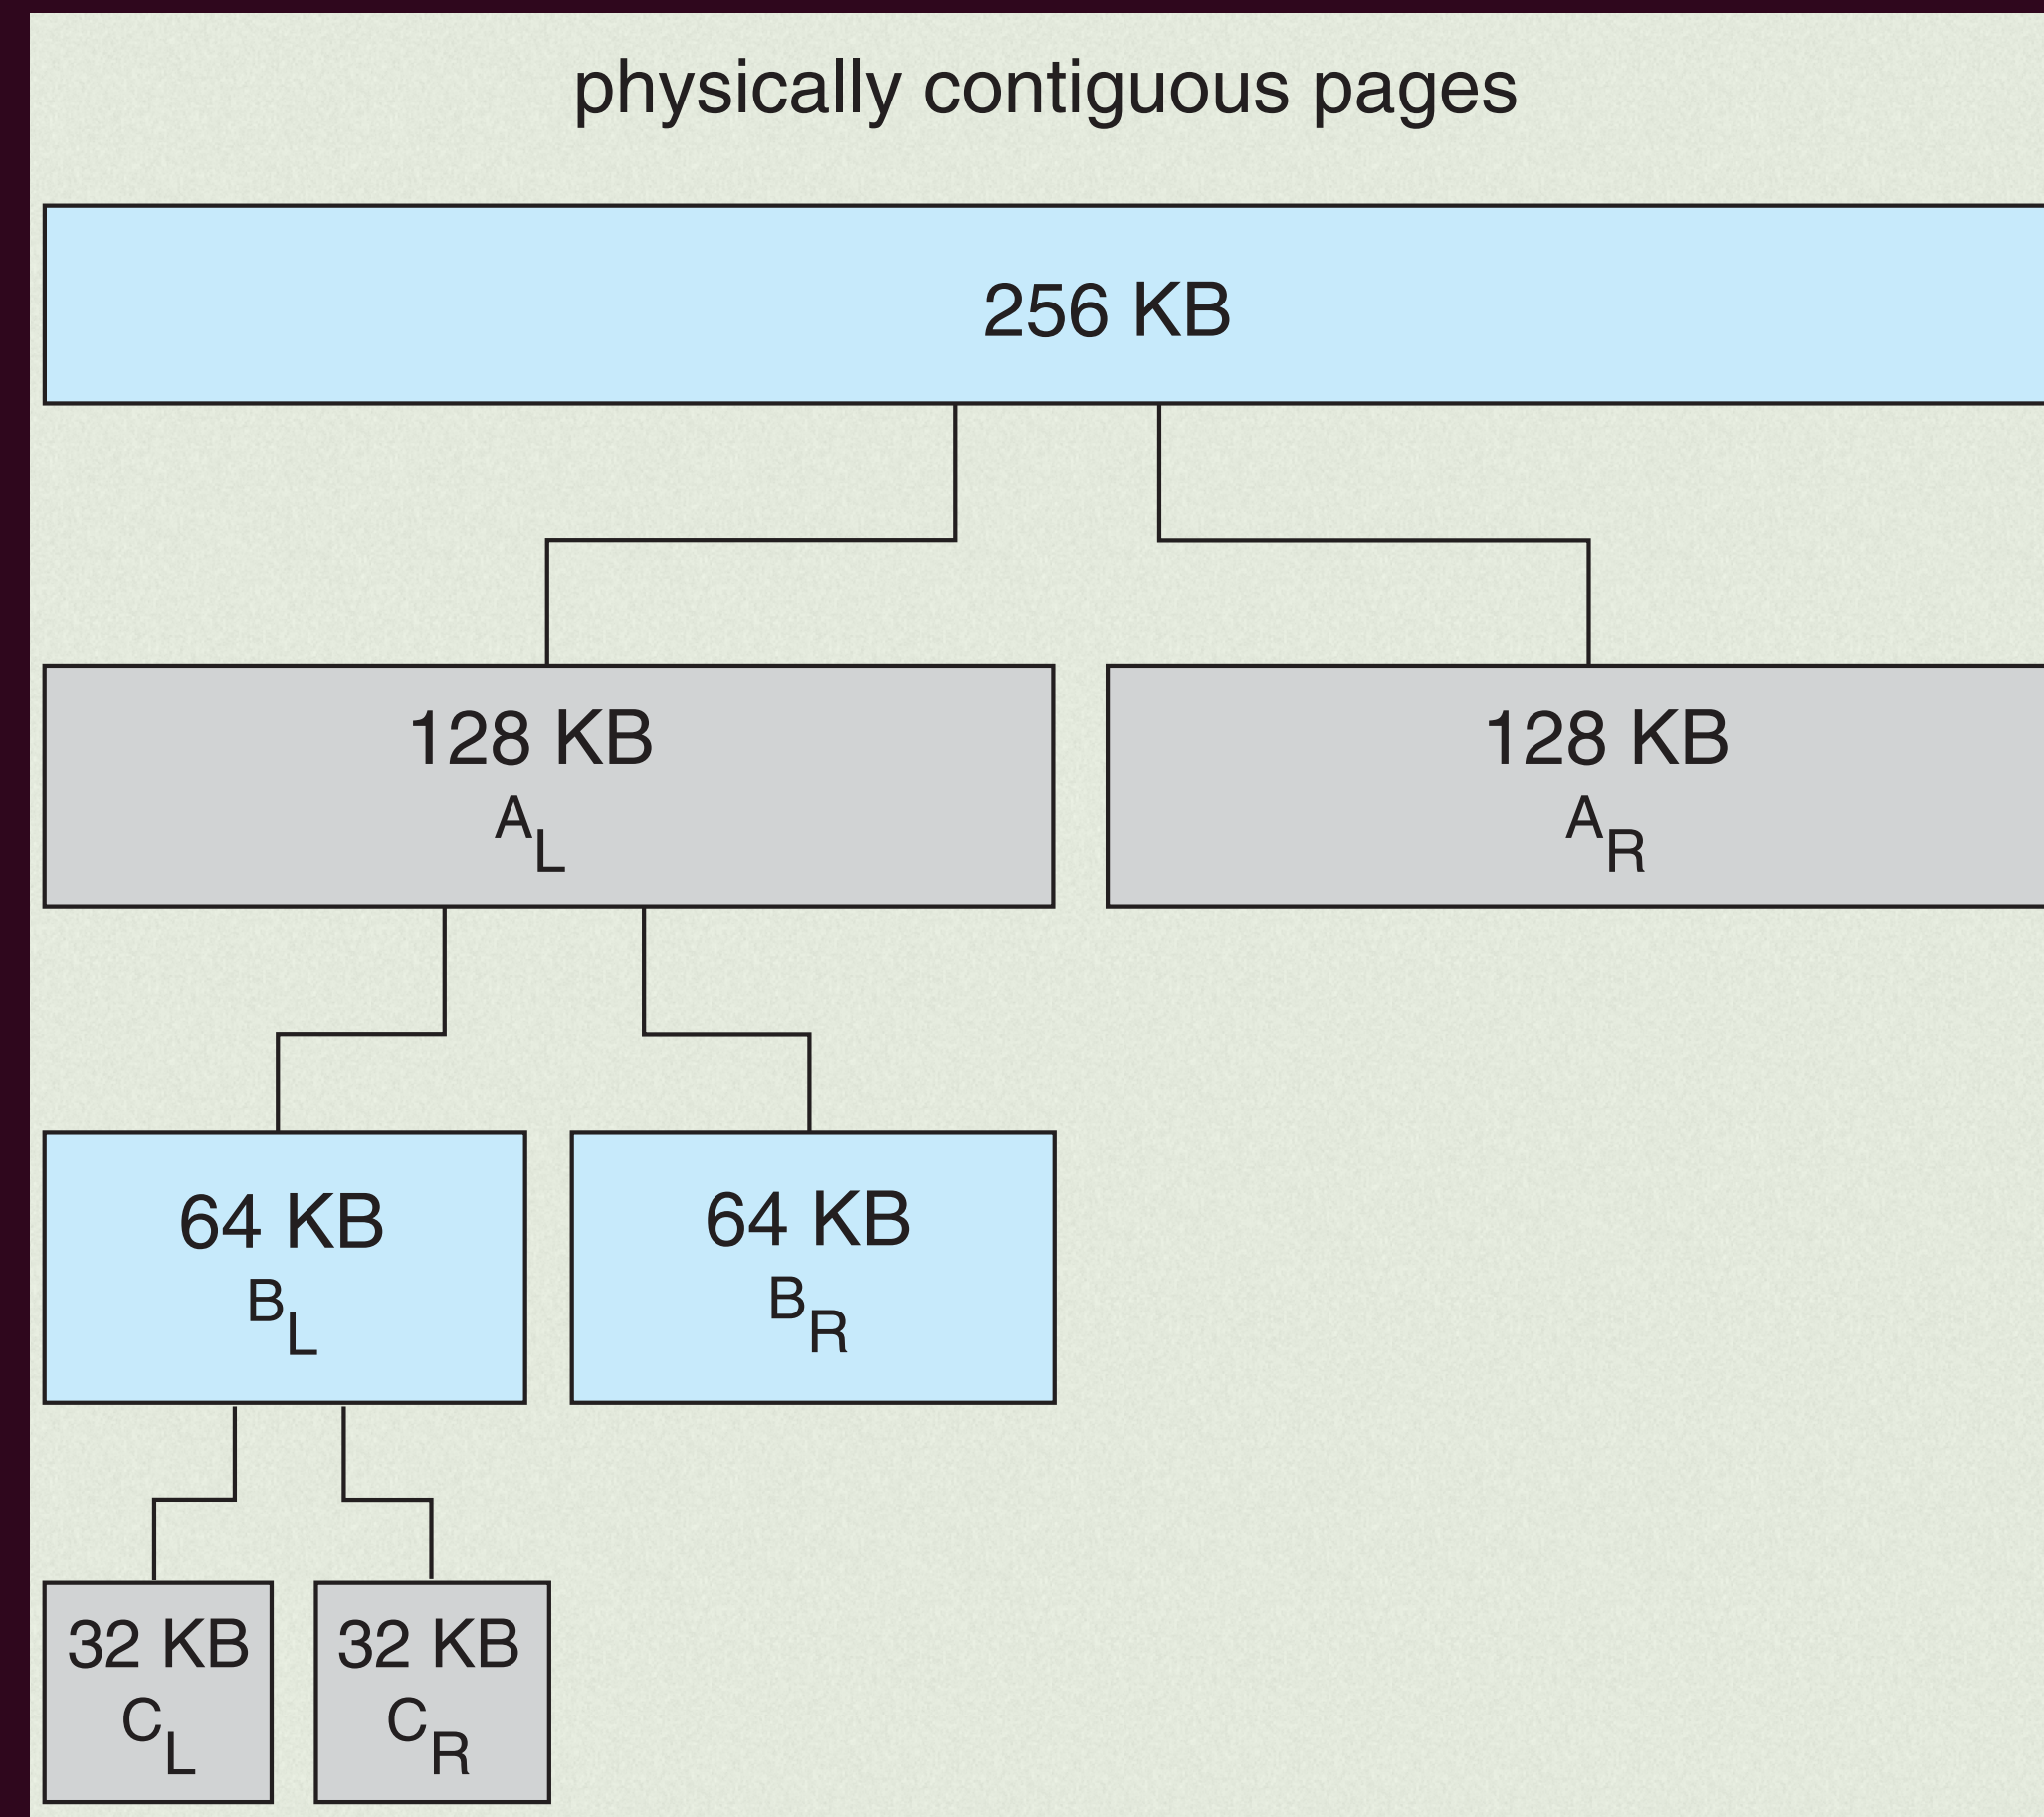 physically contiguous pages
256 KB
128 KB
A_L
128 KB
A_R
64 KB
B_L
64 KB
B_R
32 KB
C_L
32 KB
C_R